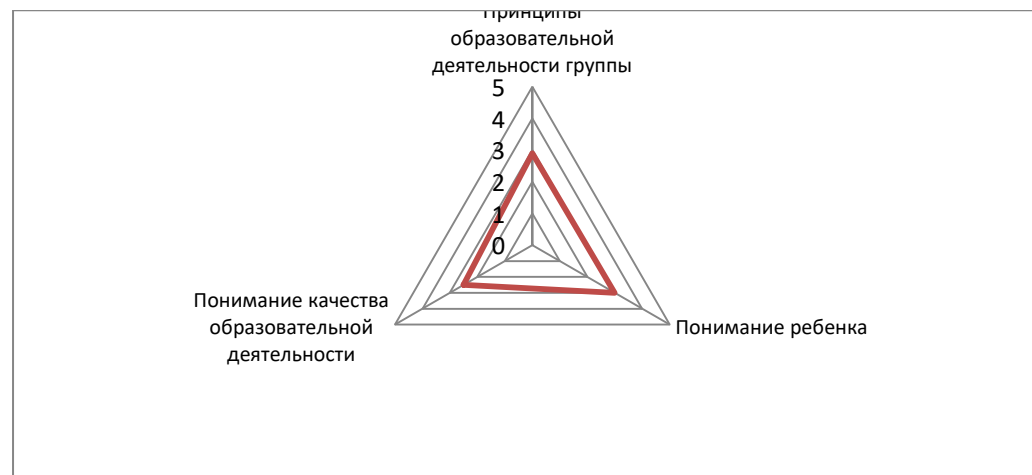 Принципы
образовательной
деятельности группы
5
4
3
2
1
0
Понимание качества
образовательной
деятельности
Понимание ребенка